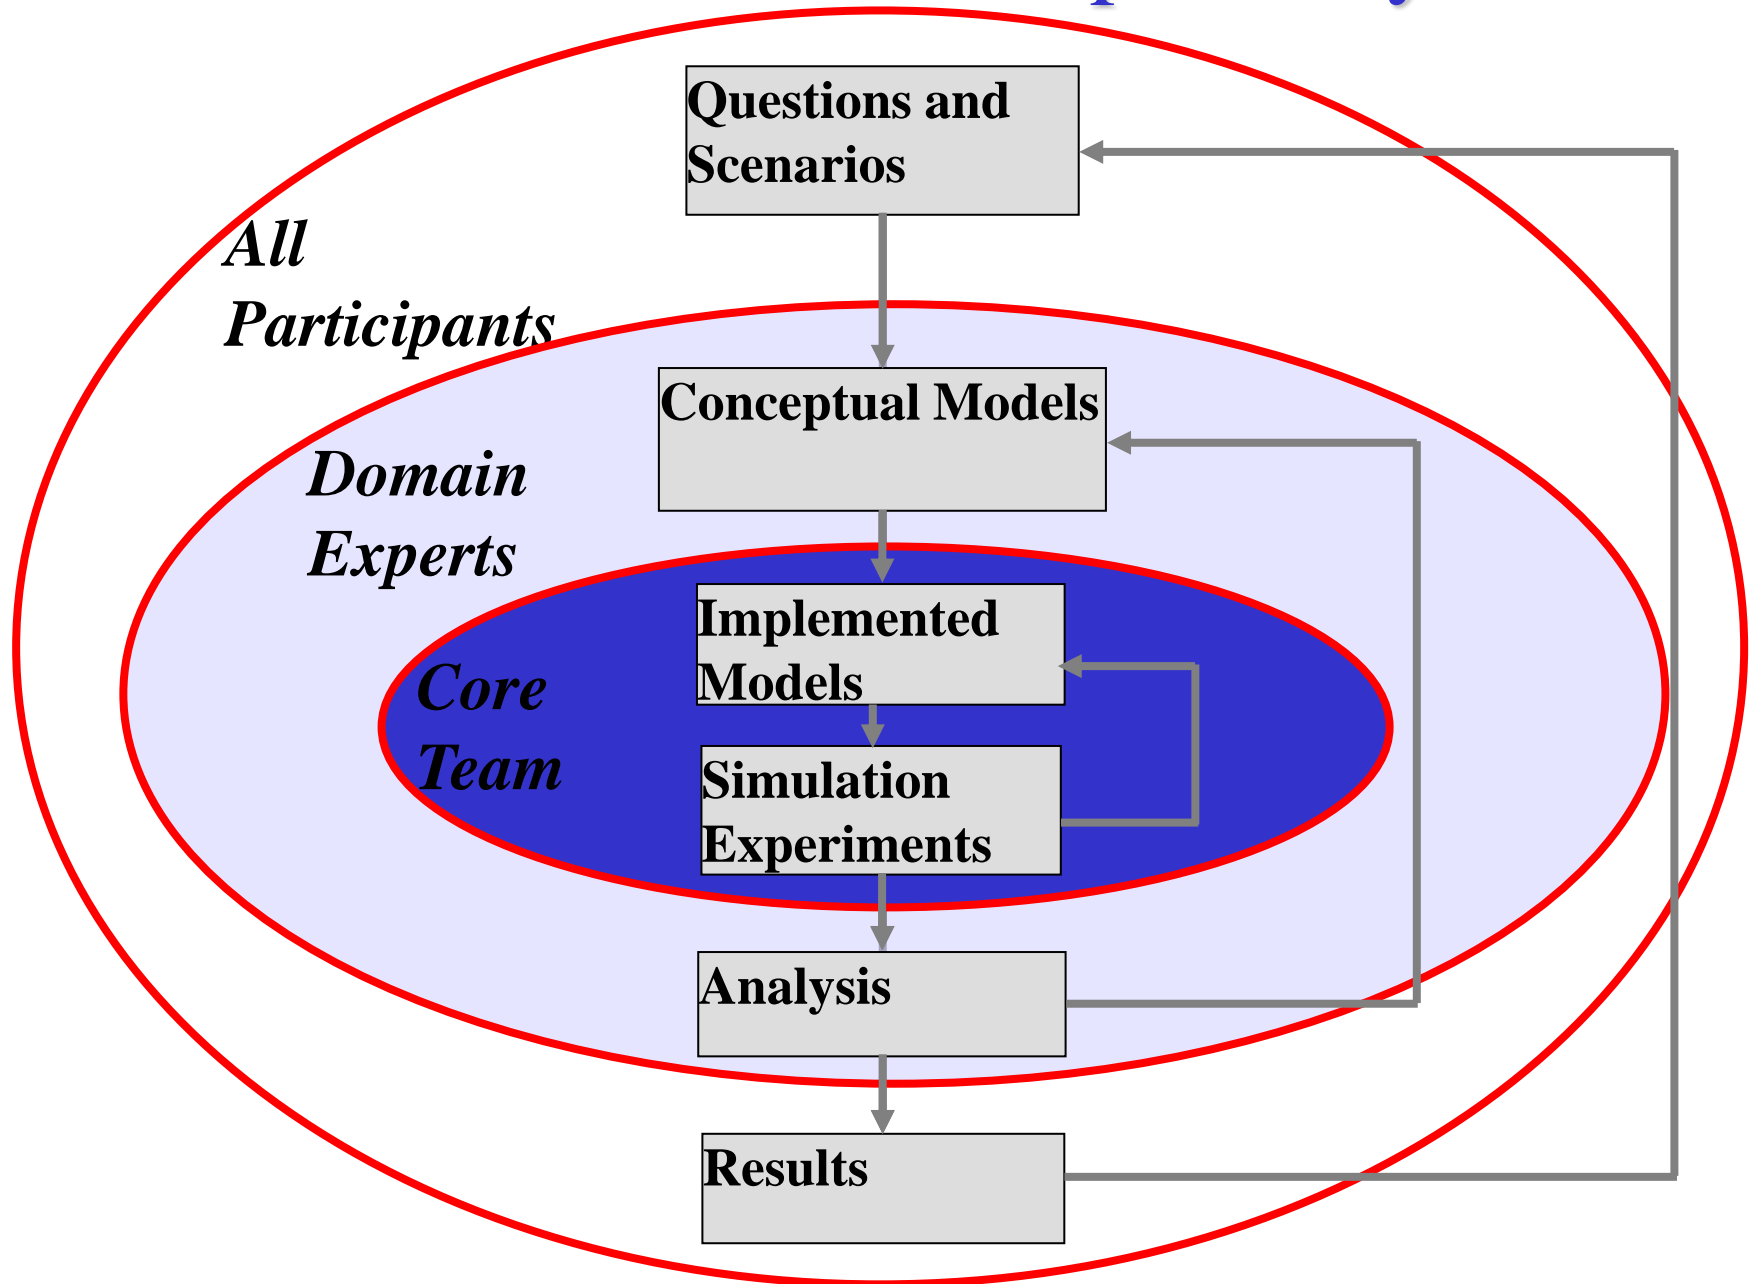 Questions and
Scenarios
All
Participants
Conceptual Models
Domain
Experts
Implemented
Models
Core
Team
Simulation
Experiments
Analysis
Results